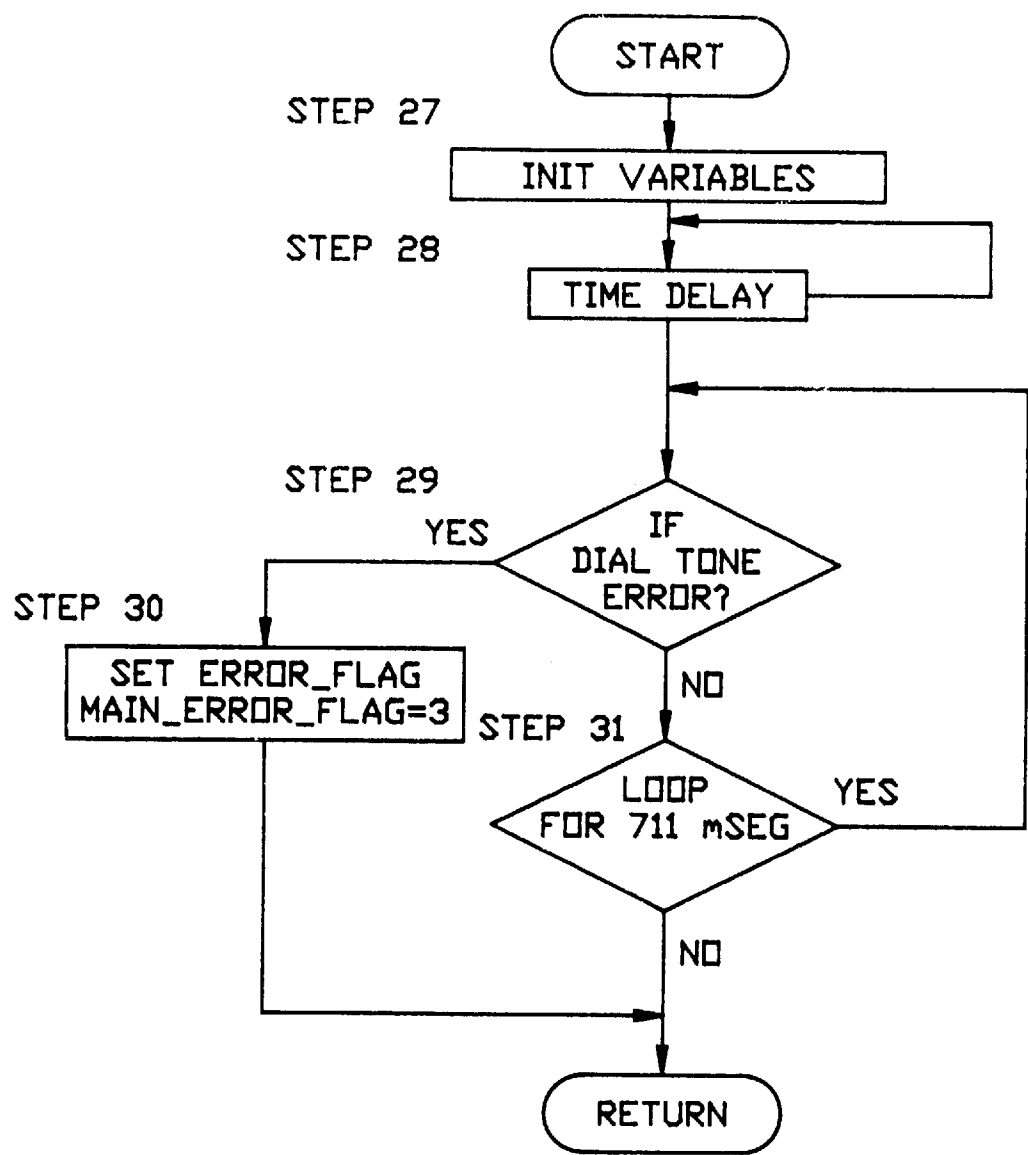 START
STEP 27
INIT VARIABLES
STEP 28
TIME DELAY
STEP 29
YES
IF
DIAL TONE
ERROR?
STEP 30
SET ERROR_FLAG
MAIN_ERROR_FLAG=3
NO
STEP 31
LOOP
FOR 711 mSEG
YES
NO
RETURN